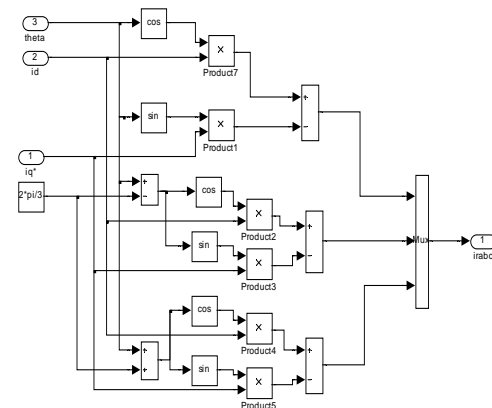 3
cos
theta
2
id
×
Product7
+
−
sin
×
Product1
1
iq*
2*pi/3
+
−
cos
×
Product2
+
−
sin
×
Product3
Mux
1
irabc
cos
×
Product4
+
+
+
−
sin
×
Product5